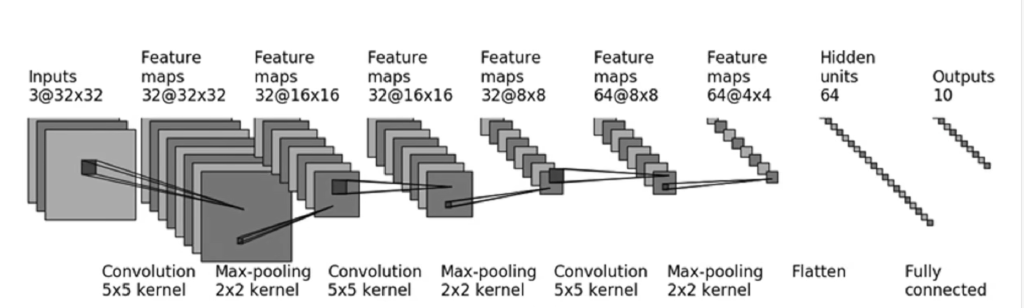 Inputs
3@32x32
Feature
maps
32@32x32
Feature
maps
32@16x16
Feature
maps
32@16x16
Feature
maps
32@8x8
Feature
maps
64@8x8
Feature
maps
64@4x4
Hidden
units
64
Outputs
10
Convolution
5x5 kernel
Max-pooling
2x2 kernel
Convolution
5x5 kernel
Max-pooling
2x2 kernel
Convolution
5x5 kernel
Max-pooling
2x2 kernel
Flatten
Fully
connected